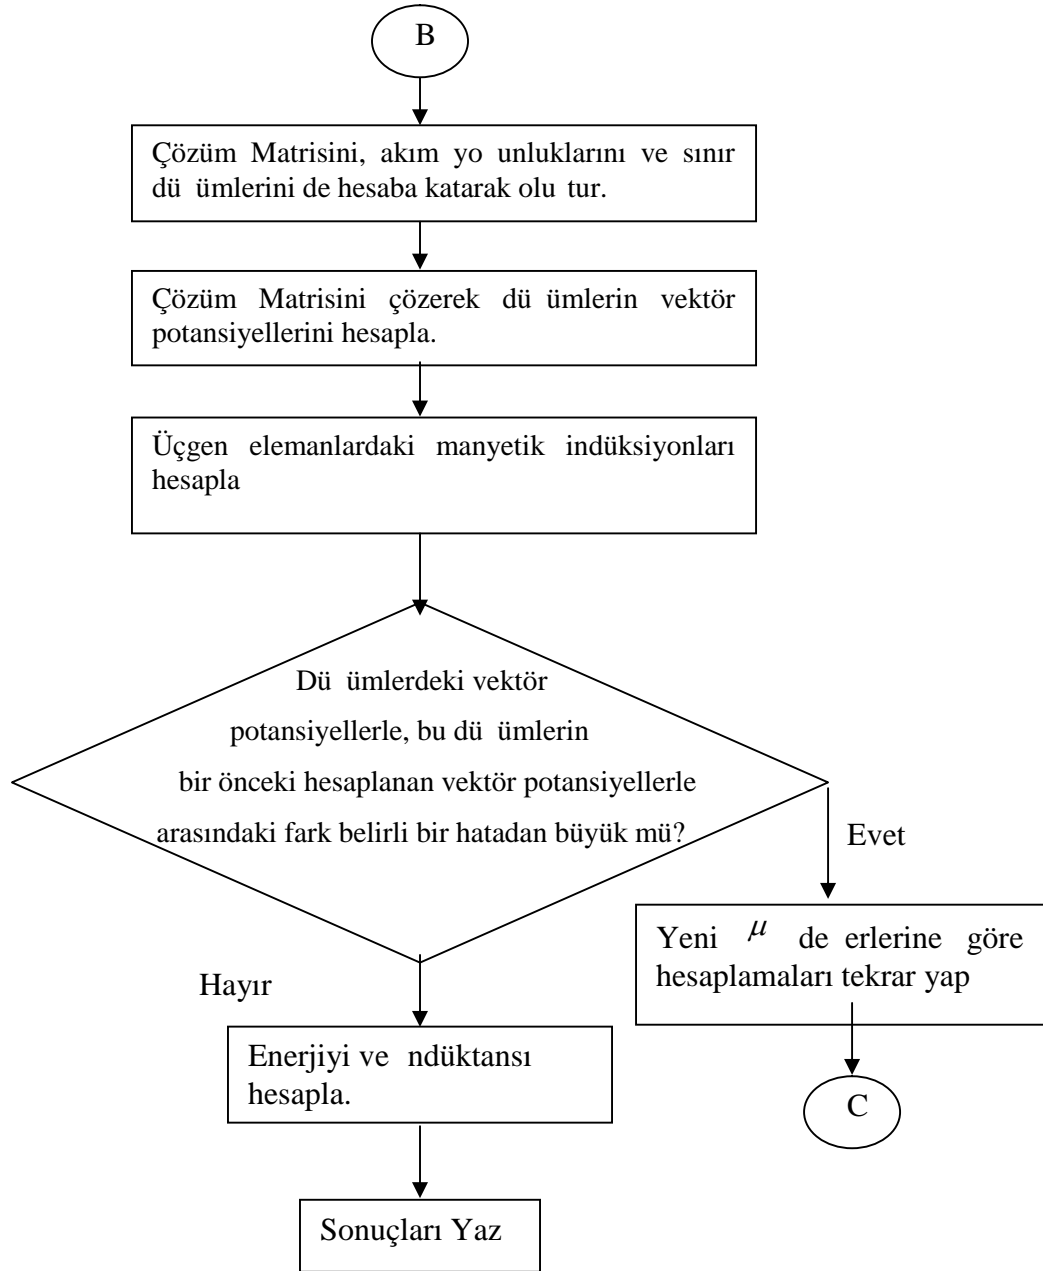 B
Çözüm Matrisini, akım yo unluklarını ve sınır
dü ümlerini de hesaba katarak olu tur.
Çözüm Matrisini çözerek dü ümlerin vektör
potansiyellerini hesapla.
Üçgen elemanlardaki manyetik indüksiyonları
hesapla
Dü ümlerdeki vektör
potansiyellerle, bu dü ümlerin
bir önceki hesaplanan vektör potansiyellerle
arasındaki fark belirli bir hatadan büyük mü?
Evet
Yeni μ de erlerine göre
hesaplamaları tekrar yap
Hayır
Enerjiyi ve ndüktansı
hesapla.
C
Sonuçları Yaz